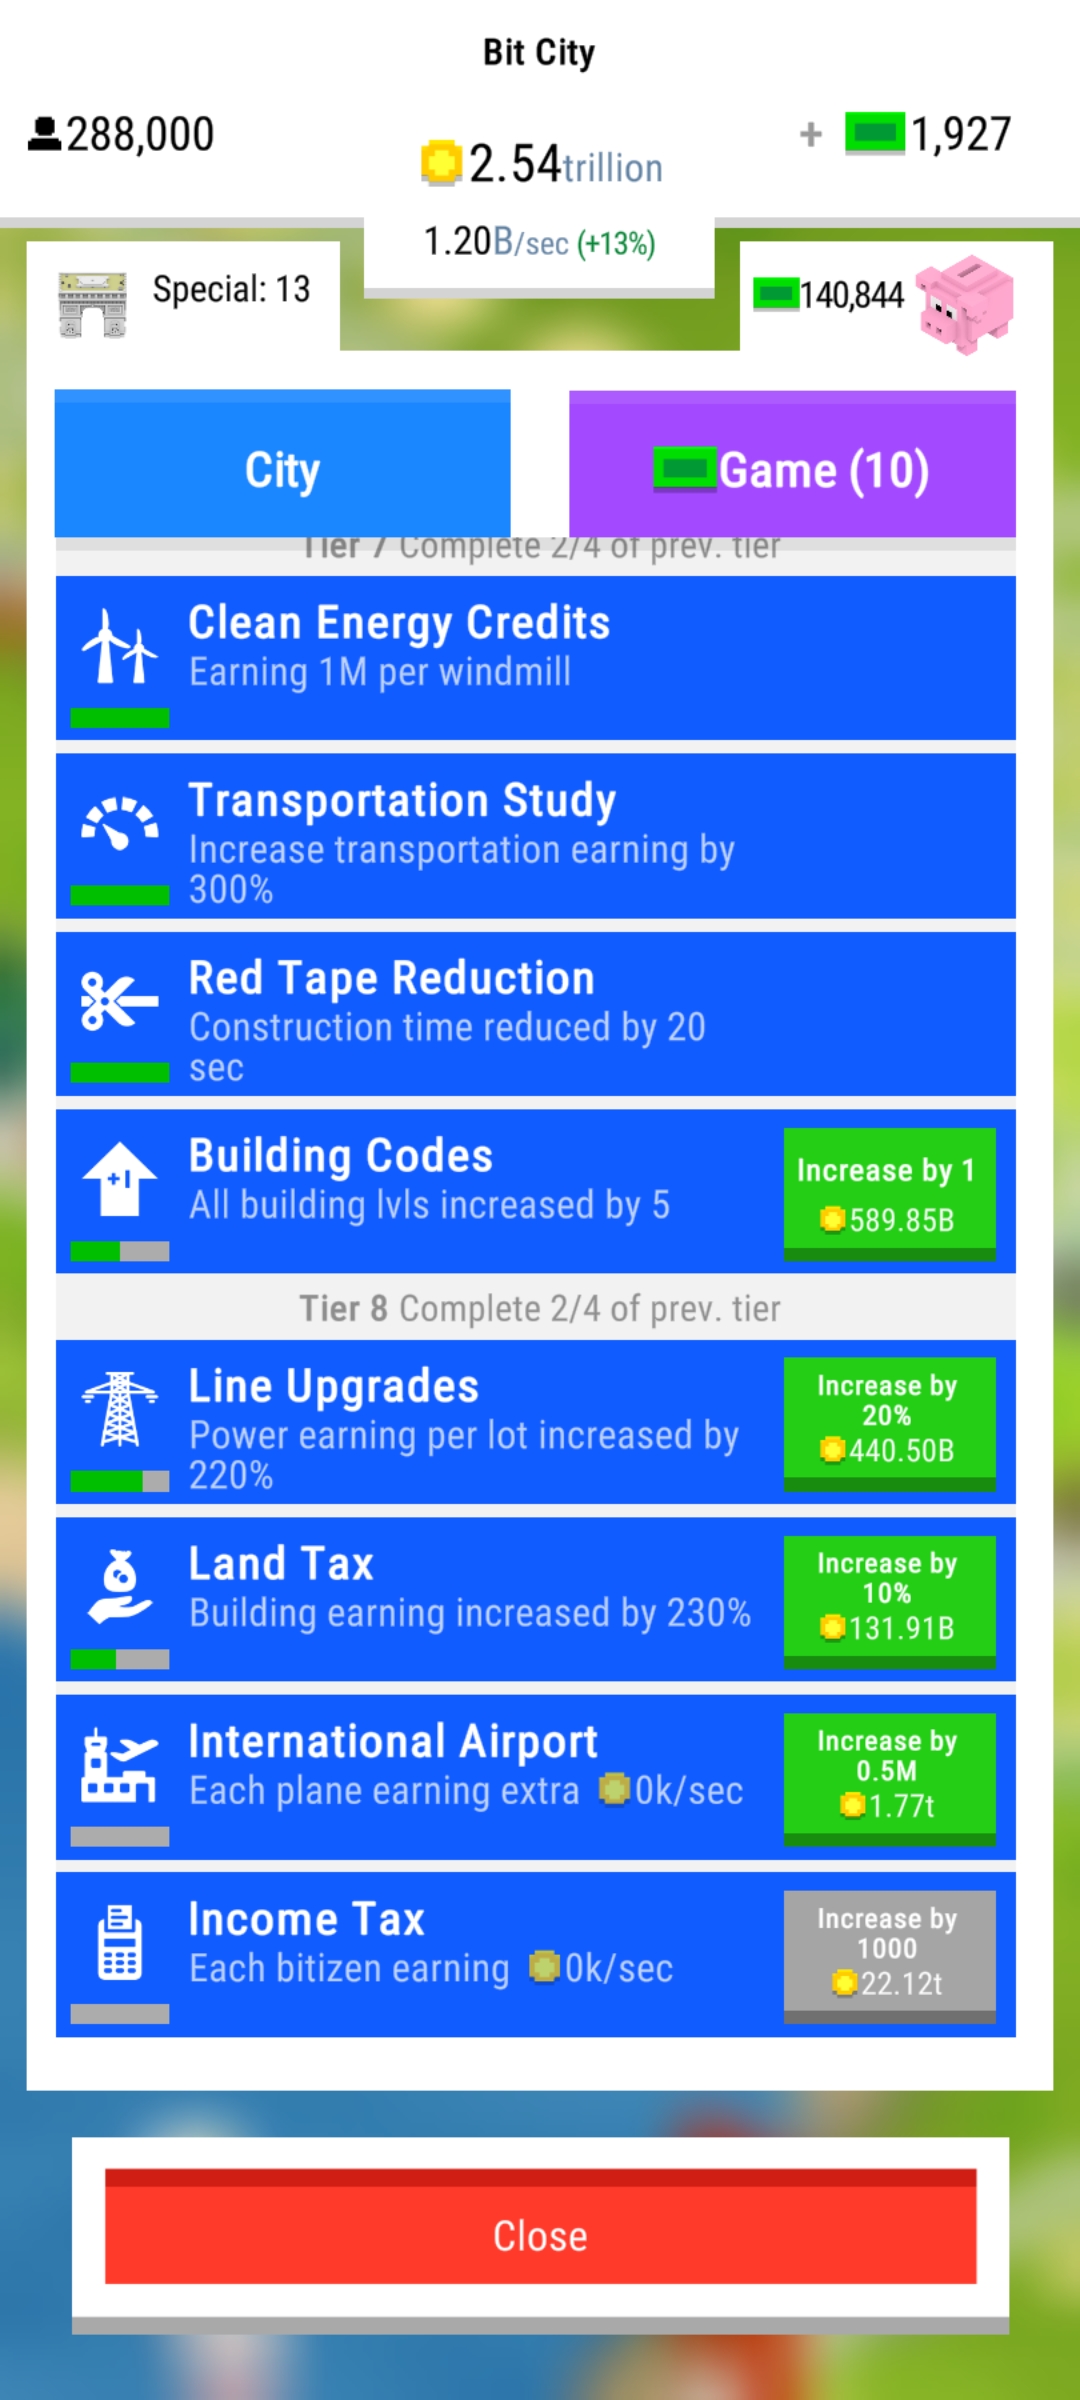 Bit City
288,000
2.54trillion
+ 1,927
1.20B/sec (+13%)
Special: 13
140,844
City
Game (10)
Tier 7 Complete 2/4 of prev. tier
Clean Energy Credits
Earning 1M per windmill
Transportation Study
Increase transportation earning by
300%
Red Tape Reduction
Construction time reduced by 20
sec
+1
Building Codes
All building lvls increased by 5
Increase by 1
589.85B
Tier 8 Complete 2/4 of prev. tier
Line Upgrades
Power earning per lot increased by
220%
Increase by
20%
440.50B
Land Tax
Building earning increased by 230%
Increase by
10%
131.91B
International Airport
Each plane earning extra 0k/sec
Increase by
0.5M
1.77t
Income Tax
Each bitizen earning 0k/sec
Increase by
1000
22.12t
Close